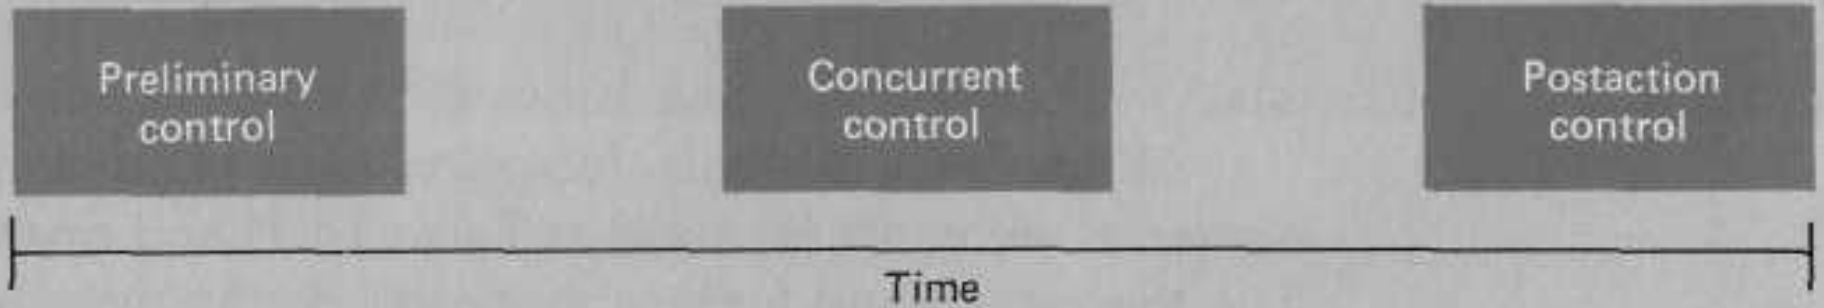 Preliminary
control
Concurrent
control
Postaction
control
Time